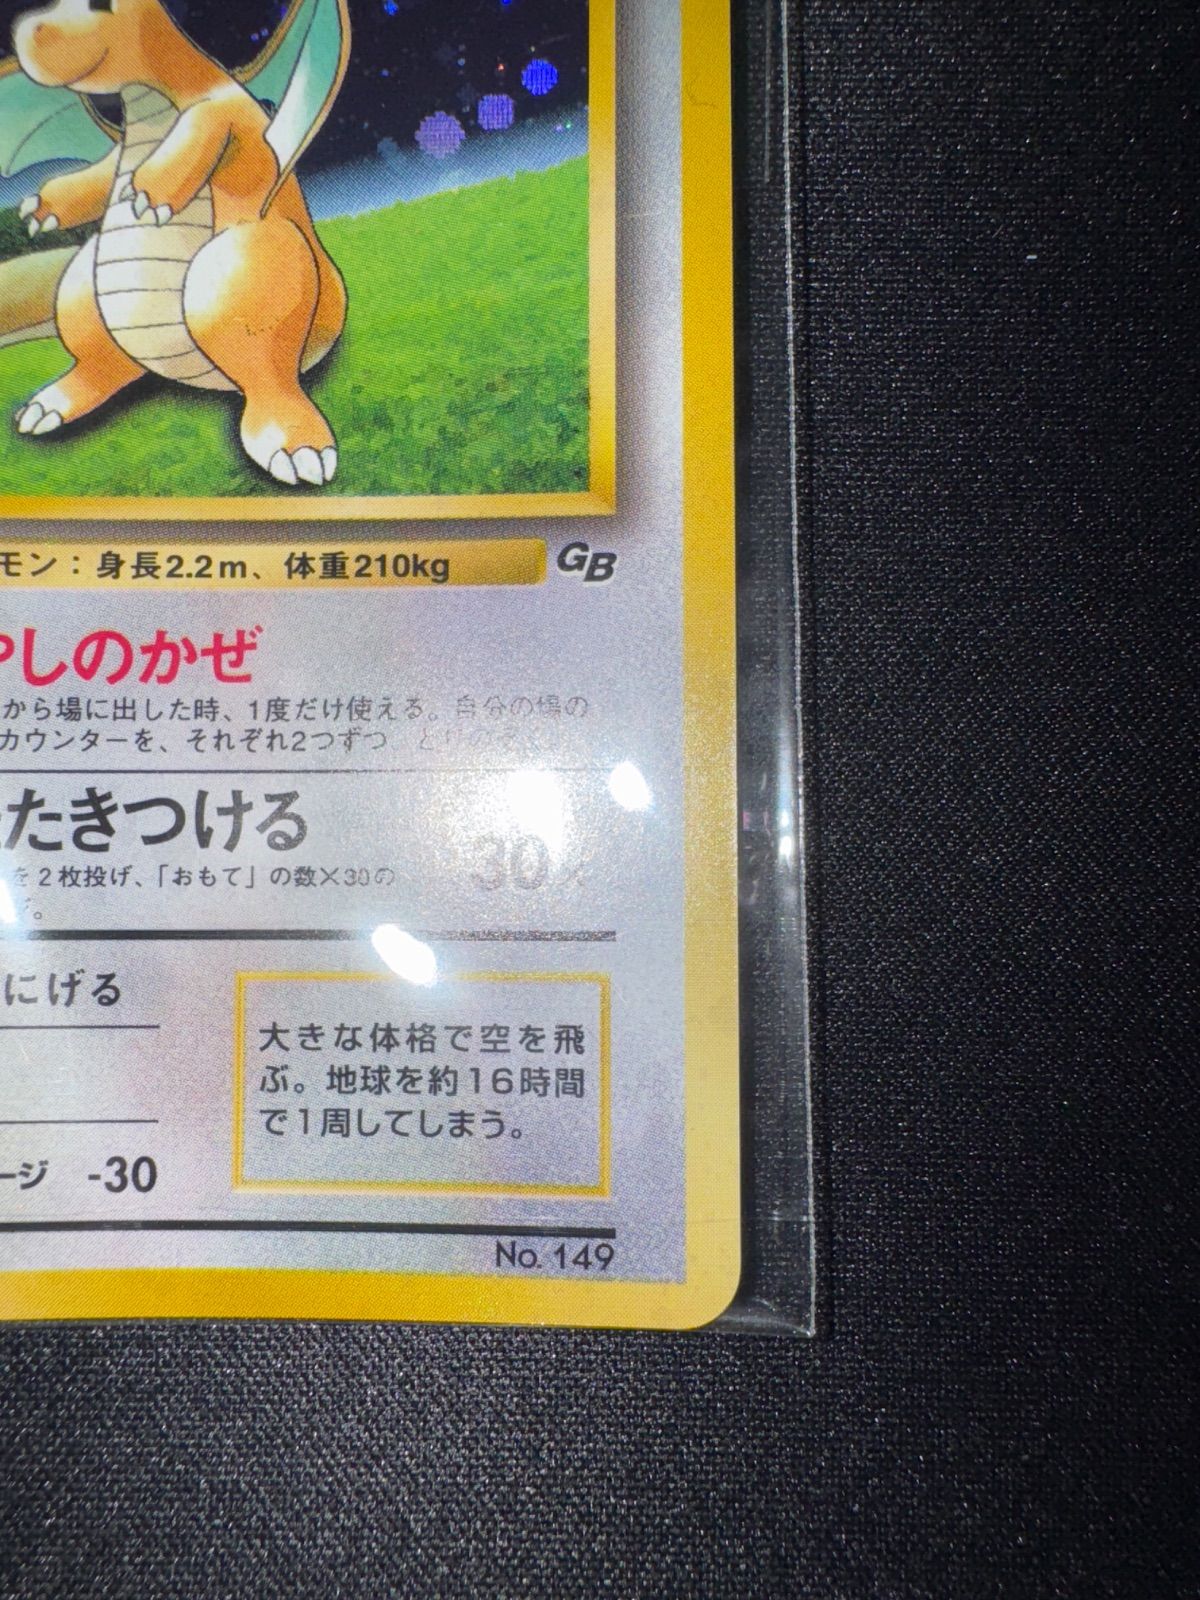 モン：身長2.2m、体重210kg
GB
しのかぜ
から場に出した時、1度だけ使える。自分の場の
カウンターを、それぞれ2つずつ、とりのぞく。
たきつける
30×
を2枚投げ、「おもて」の数×30の
にげる
大きな体格で空を飛
ぶ。地球を約16時間
で1周してしまう。
ージ -30
No. 149